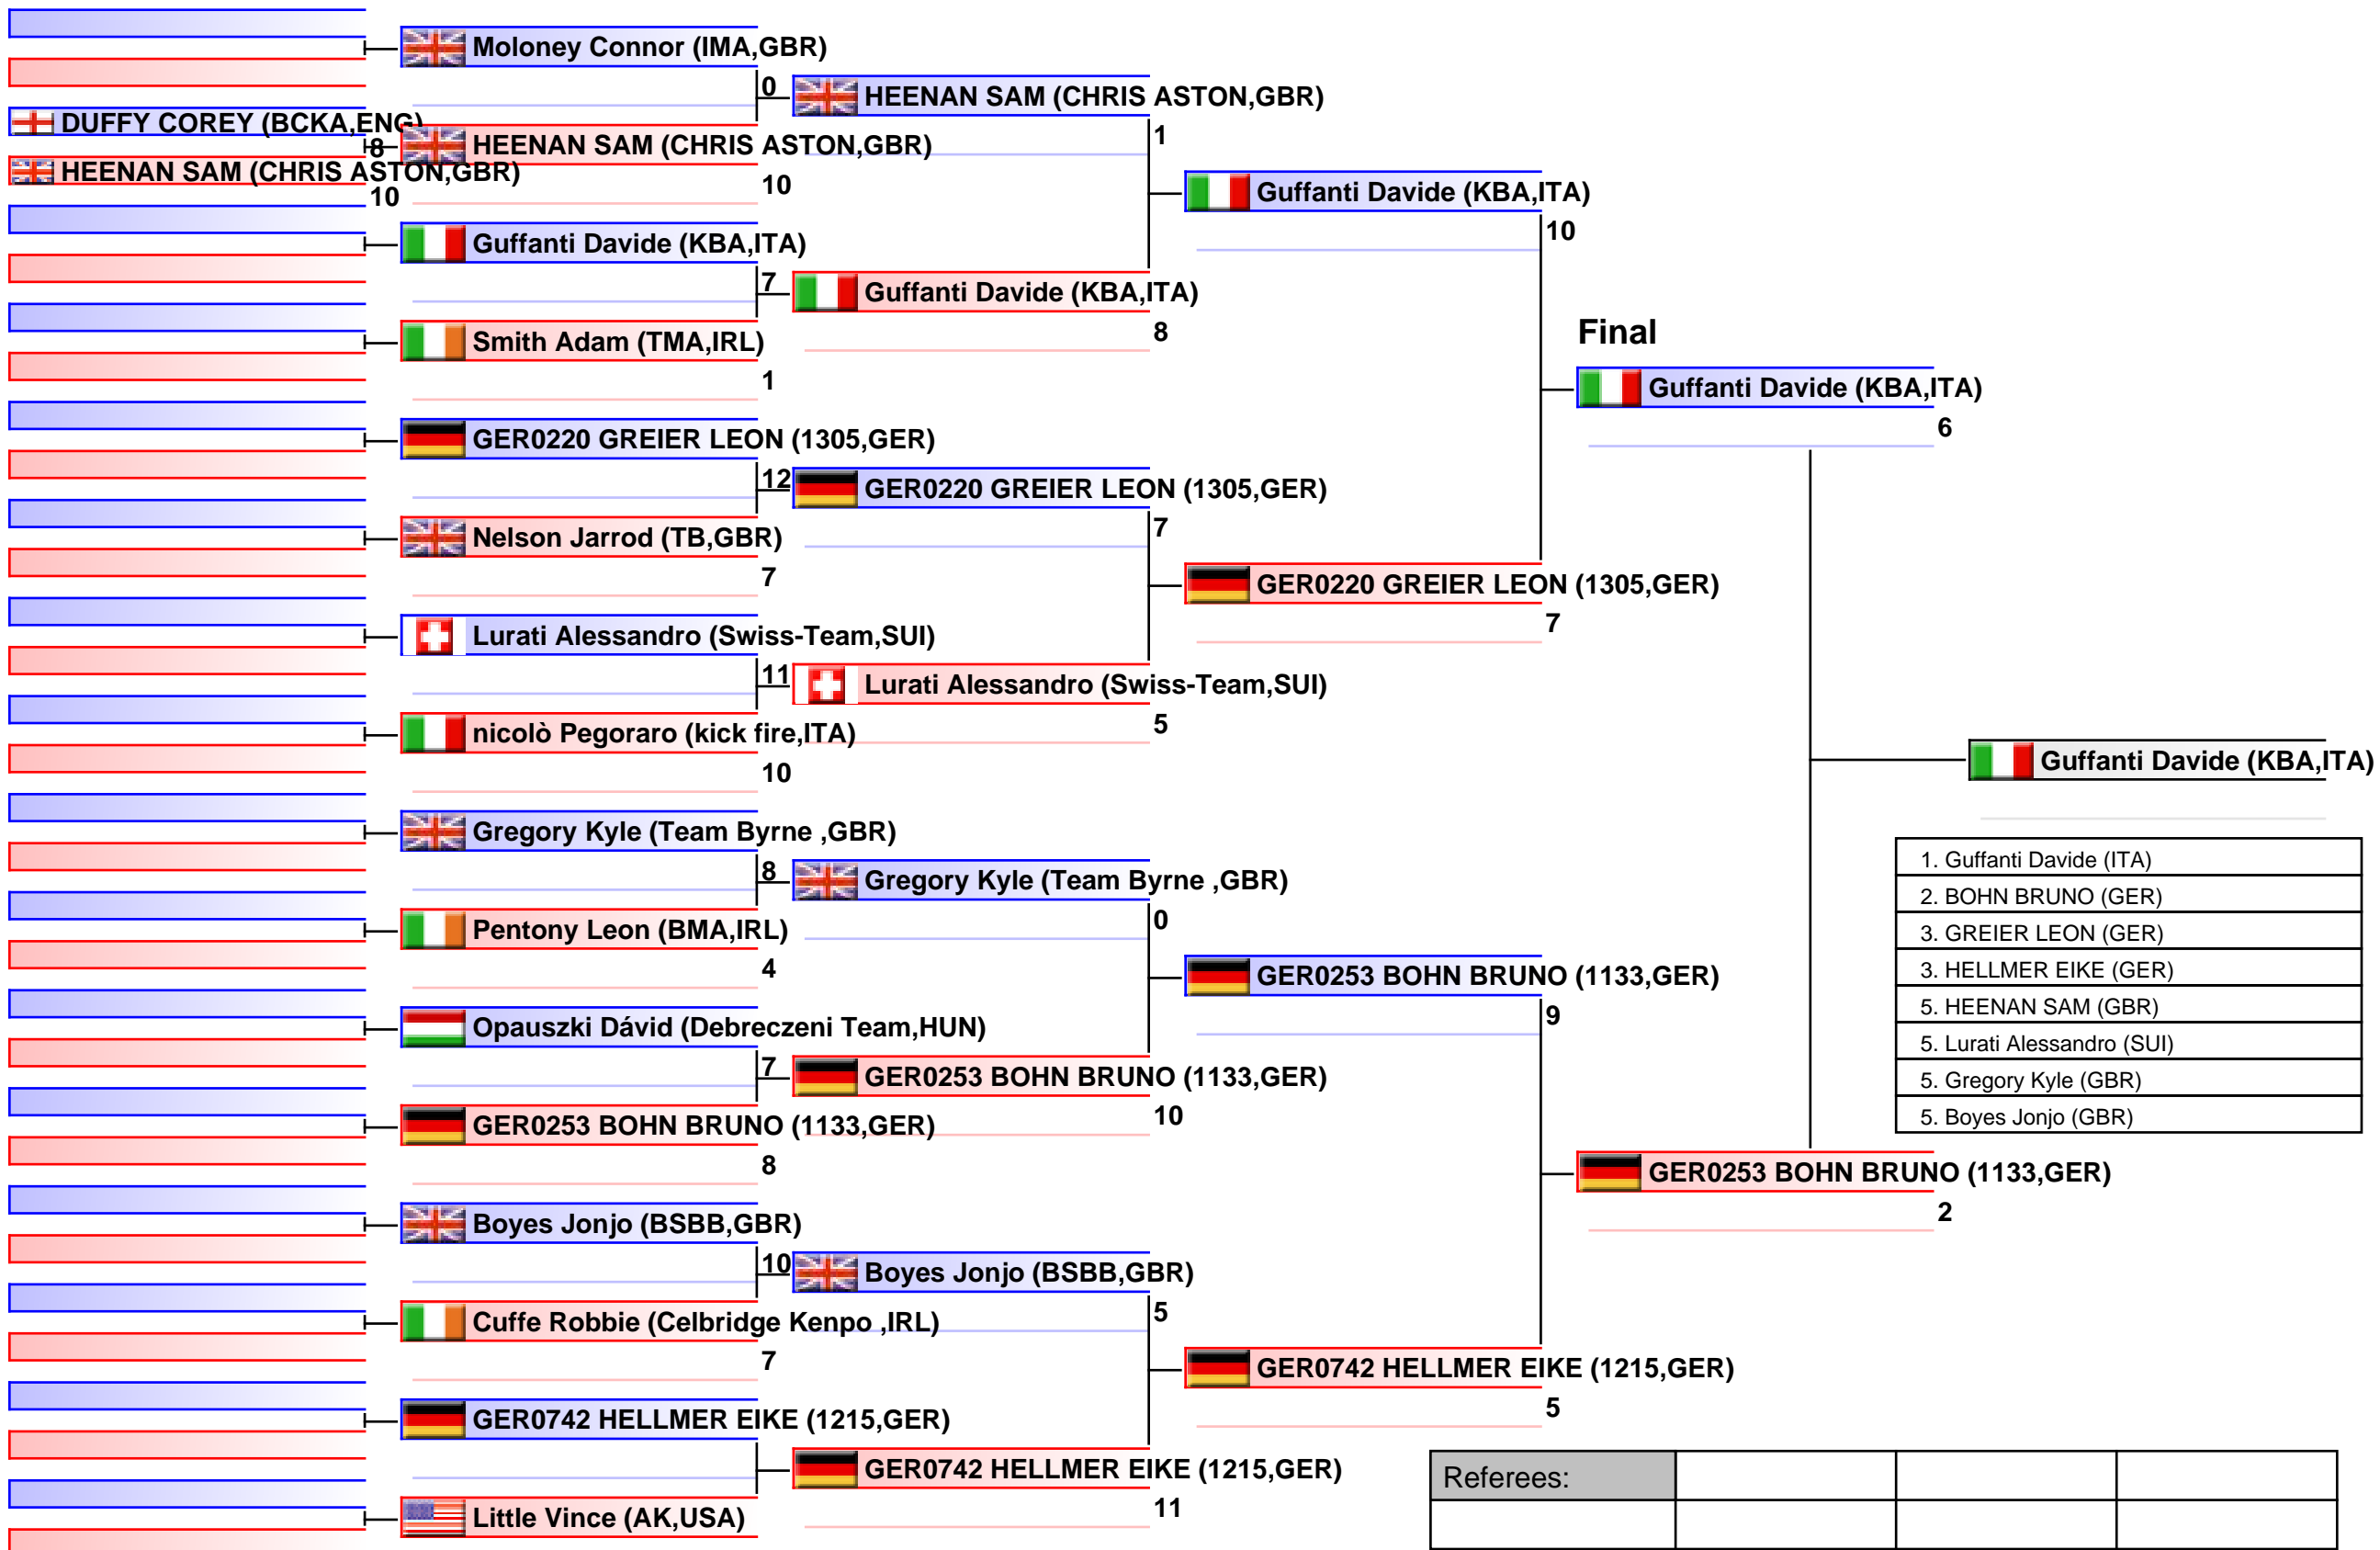 DUFFY COREY (BCKA,ENG)
8
HEENAN SAM (CHRIS ASTON,GBR)
10
Moloney Connor (IMA,GBR)
0
HEENAN SAM (CHRIS ASTON,GBR)
10
Guffanti Davide (KBA,ITA)
7
Smith Adam (TMA,IRL)
1
GER0220 GREIER LEON (1305,GER)
12
Nelson Jarrod (TB,GBR)
7
Lurati Alessandro (Swiss-Team,SUI)
11
nicolò Pegoraro (kick fire,ITA)
10
Gregory Kyle (Team Byrne ,GBR)
8
Pentony Leon (BMA,IRL)
4
Opauszki Dávid (Debreczeni Team,HUN)
7
GER0253 BOHN BRUNO (1133,GER)
8
Boyes Jonjo (BSBB,GBR)
10
Cuffe Robbie (Celbridge Kenpo ,IRL)
7
GER0742 HELLMER EIKE (1215,GER)
Little Vince (AK,USA)
HEENAN SAM (CHRIS ASTON,GBR)
1
Guffanti Davide (KBA,ITA)
8
GER0220 GREIER LEON (1305,GER)
7
Lurati Alessandro (Swiss-Team,SUI)
5
Gregory Kyle (Team Byrne ,GBR)
0
GER0253 BOHN BRUNO (1133,GER)
10
Boyes Jonjo (BSBB,GBR)
5
GER0742 HELLMER EIKE (1215,GER)
11
Guffanti Davide (KBA,ITA)
10
GER0220 GREIER LEON (1305,GER)
7
GER0253 BOHN BRUNO (1133,GER)
9
GER0742 HELLMER EIKE (1215,GER)
5
Final
Guffanti Davide (KBA,ITA)
6
GER0253 BOHN BRUNO (1133,GER)
2
Guffanti Davide (KBA,ITA)
1. Guffanti Davide (ITA)
2. BOHN BRUNO (GER)
3. GREIER LEON (GER)
3. HELLMER EIKE (GER)
5. HEENAN SAM (GBR)
5. Lurati Alessandro (SUI)
5. Gregory Kyle (GBR)
5. Boyes Jonjo (GBR)
Referees: